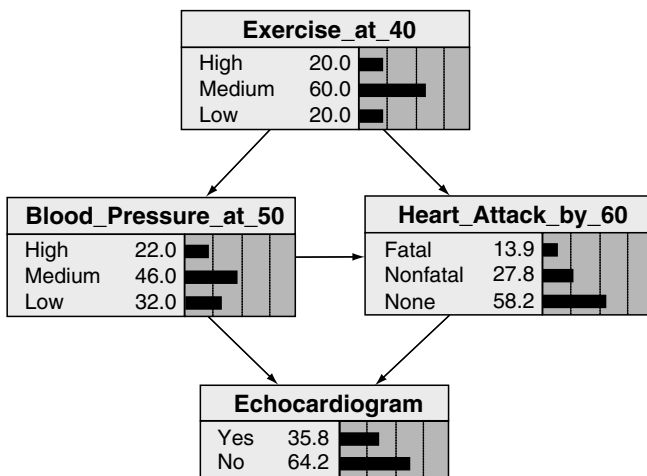 Exercise_at_40
High 20.0
Medium 60.0
Low 20.0
Blood_Pressure_at_50
High 22.0
Medium 46.0
Low 32.0
Heart_Attack_by_60
Fatal 13.9
Nonfatal 27.8
None 58.2
Echocardiogram
Yes 35.8
No 64.2